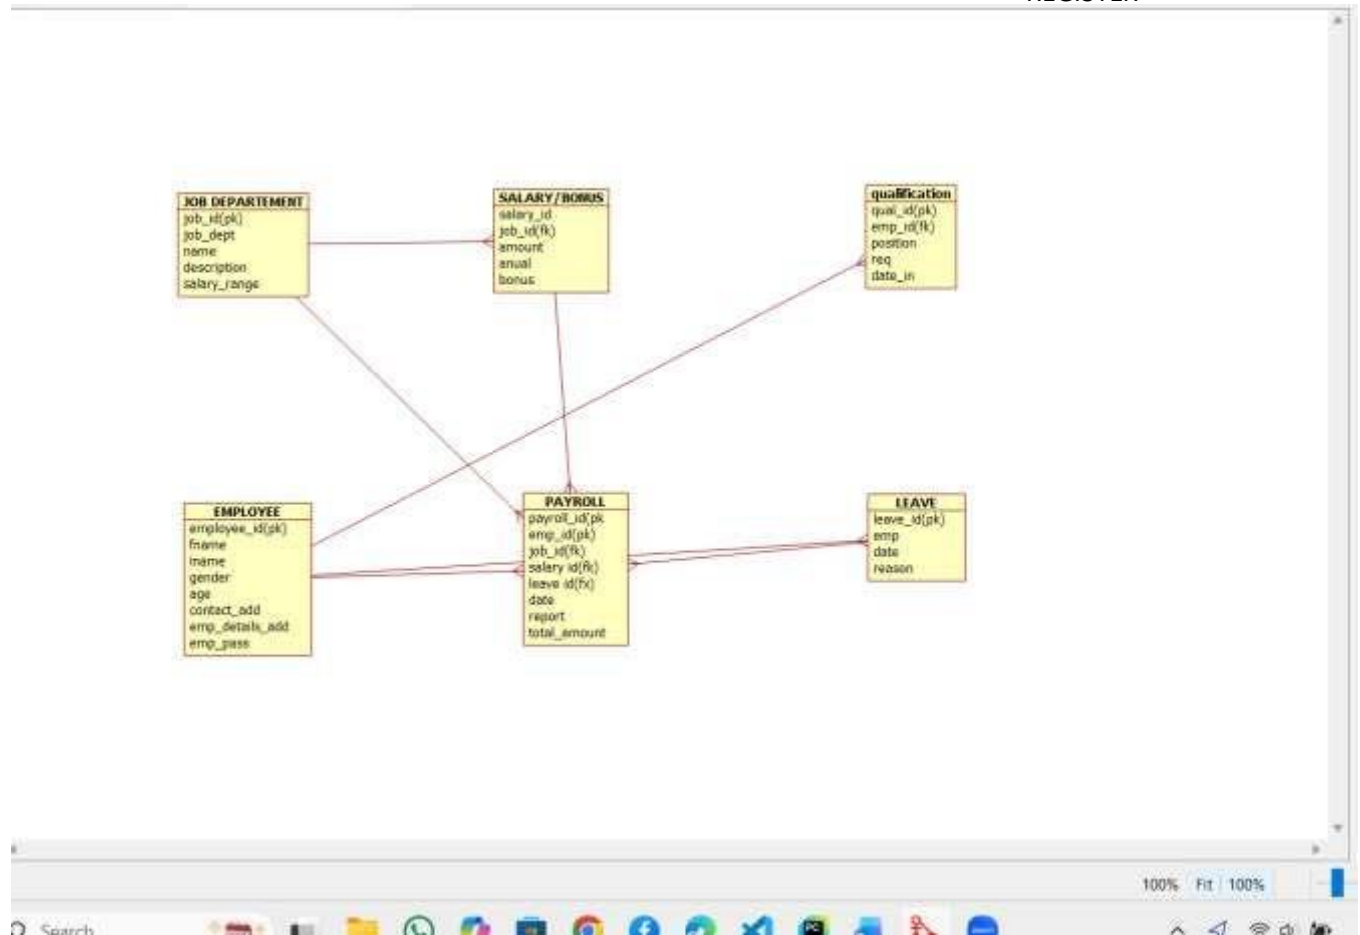 JOB DEPARTEMENT
job_id(pk)
job_dept
name
description
salary_range
SALARY/BONUS
salary_id
job_id(fk)
amount
anual
bonus
qualification
qual_id(pk)
emp_id(fk)
position
req
date_in
EMPLOYEE
employee_id(pk)
fname
lname
gender
age
contact_add
emp_details_add
emp_pass
PAYROLL
payroll_id(pk
emp_id(pk)
job_id(fk)
salary id(fk)
leave id(fx)
date
report
total_amount
LEAVE
leave_id(pk)
emp
date
reason
100% Fit 100%
Search